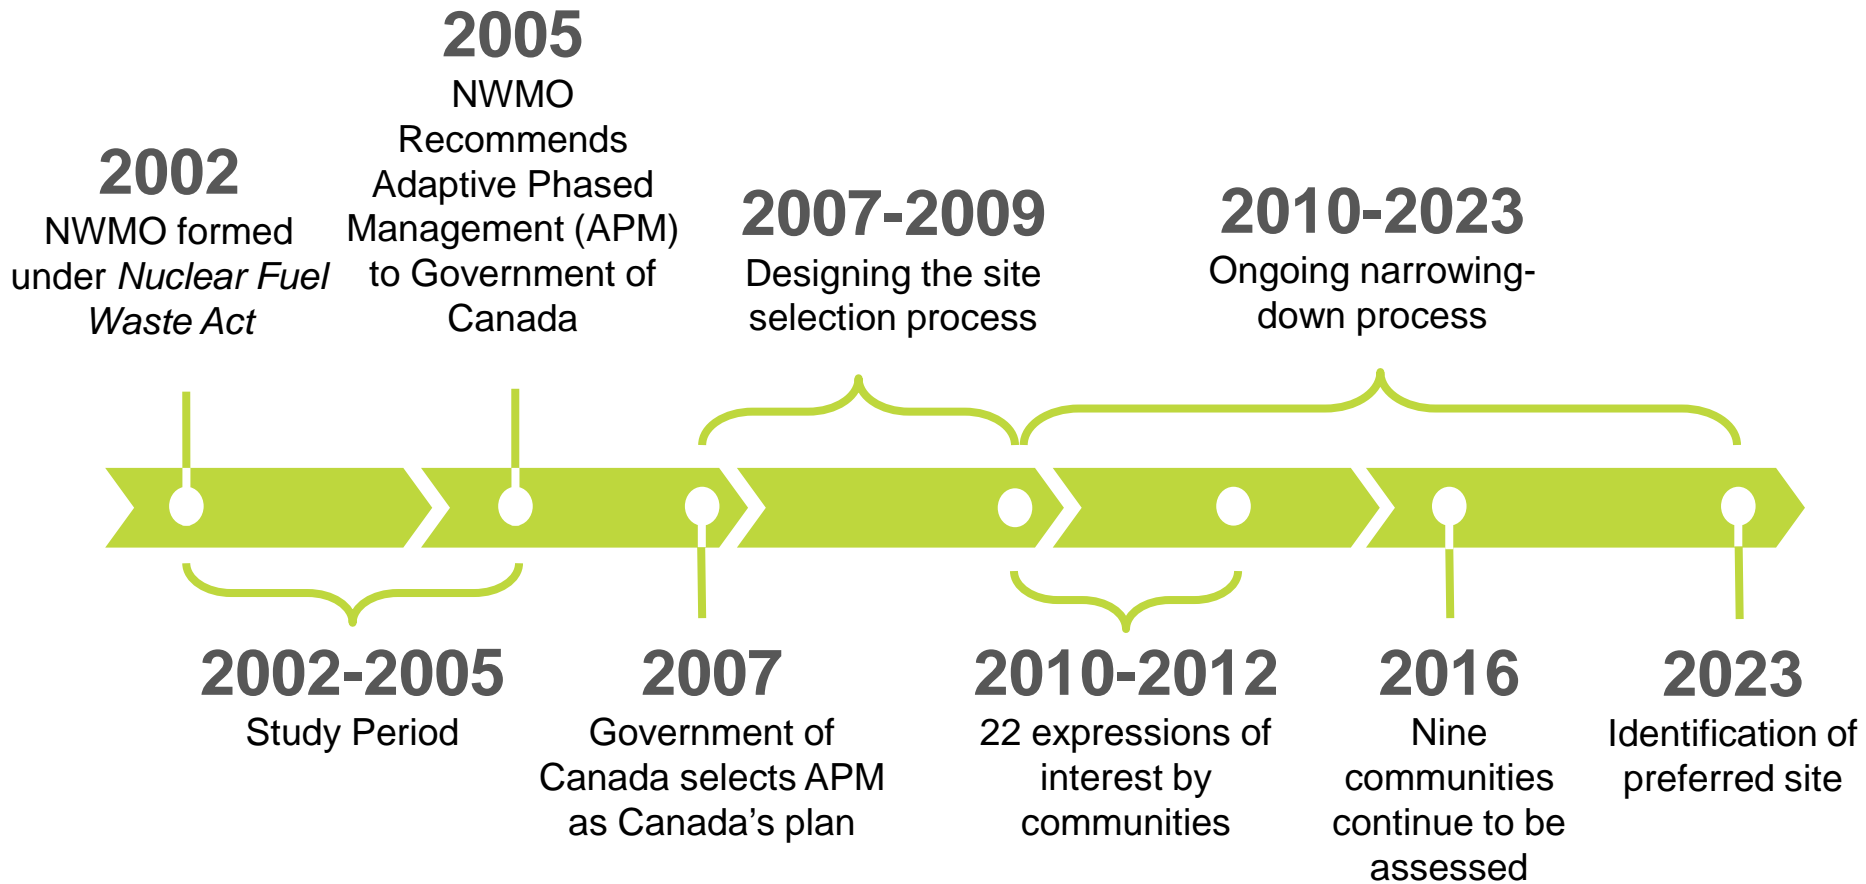 2002
NWMO formed
under Nuclear Fuel
Waste Act
2005
NWMO
Recommends
Adaptive Phased
Management (APM)
to Government of
Canada
2007-2009
Designing the site
selection process
2010-2023
Ongoing narrowing-
down process
2002-2005
Study Period
2007
Government of
Canada selects APM
as Canada’s plan
2010-2012
22 expressions of
interest by
communities
2016
Nine
communities
continue to be
assessed
2023
Identification of
preferred site